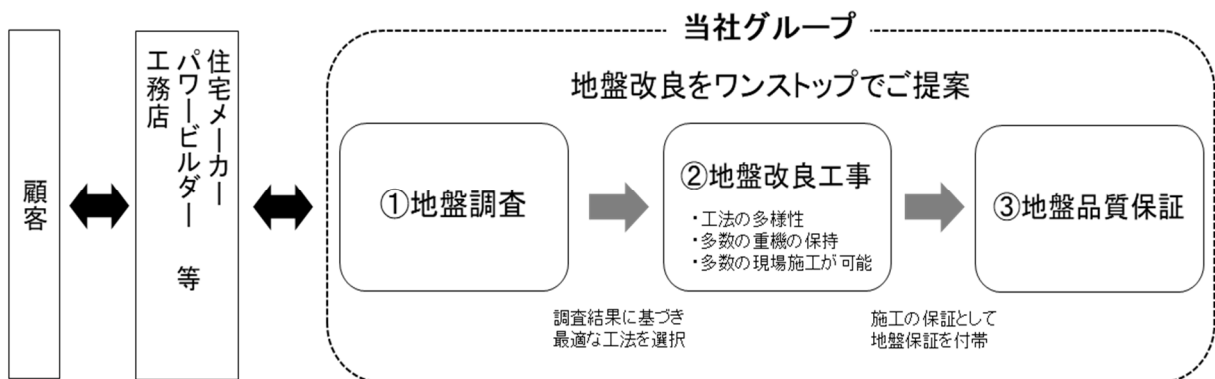 顧客
住宅メーカー
パワービルダー 等
工務店
当社グループ
地盤改良をワンストップでご提案
①地盤調査
調査結果に基づき
最適な工法を選択
②地盤改良工事
・工法の多様性
・多数の重機の保持
・多数の現場施工が可能
施工の保証として
地盤保証を付帯
③地盤品質保証